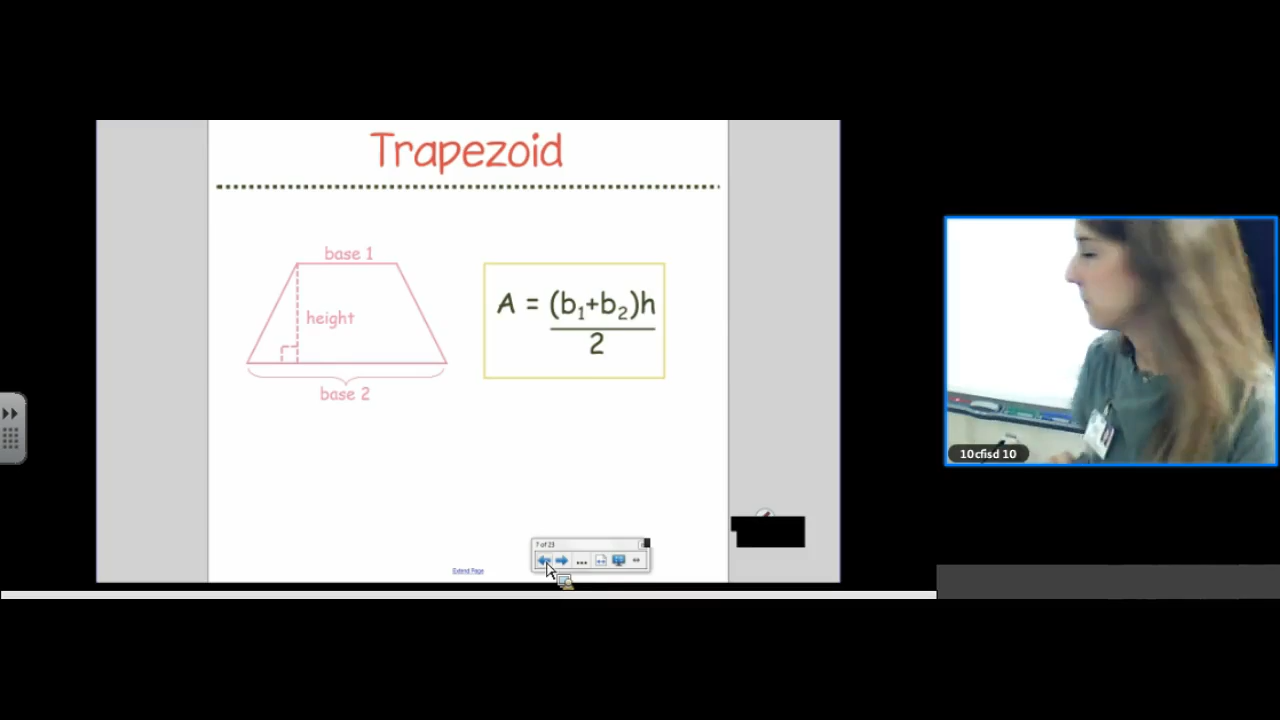 Trapezoid
base 1
height
base 2
A = (b₁+b₂)h
2
10cfisd 10
7 of 23
Extend Page